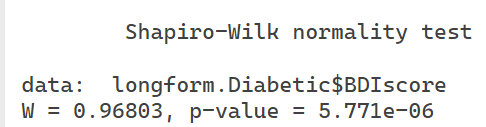 Shapiro-Wilk normality test
data:  longform.Diabetic$BDIscore
W = 0.96803, p-value = 5.771e-06